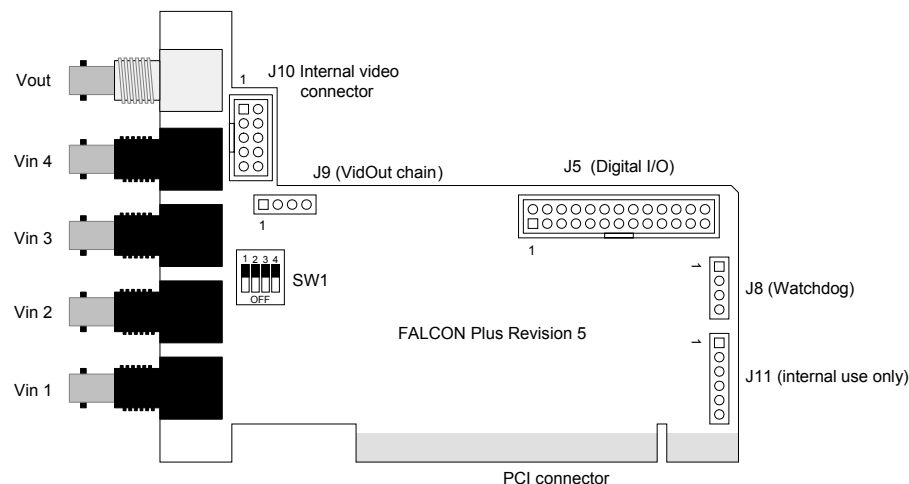 Vout
1
J10 Internal video
connector
Vin 4
J9 (VidOut chain)
J5 (Digital I/O)
1
1
Vin 3
1 2 3 4
SW1
OFF
1
J8 (Watchdog)
Vin 2
FALCON Plus Revision 5
1
J11 (internal use only)
Vin 1
PCI connector